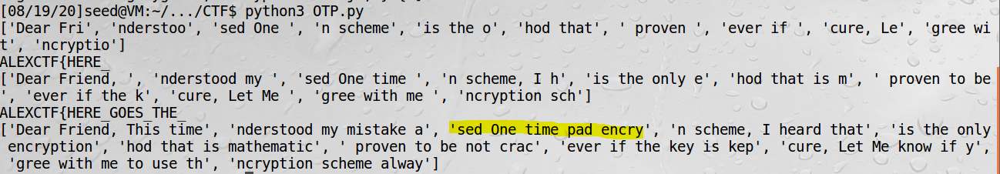 [08/19/20]seed@VM:~/.../CTF$ python3 OTP.py
['Dear Fri', 'nderstoo', 'sed One ', 'n scheme', 'is the o', 'hod that', ' proven ', 'ever if ', 'cure, Le', 'gree wi
t', 'ncryptio']
ALEXCTF{HERE_
['Dear Friend, ', 'nderstood my ', 'sed One time ', 'n scheme, I h', 'is the only e', 'hod that is m', ' proven to be
', 'ever if the k', 'cure, Let Me ', 'gree with me ', 'ncryption sch']
ALEXCTF{HERE_GOES_THE_
['Dear Friend, This time', 'nderstood my mistake a', 'sed One time pad encry', 'n scheme, I heard that', 'is the only
 encryption', 'hod that is mathematic', ' proven to be not crac', 'ever if the key is kep', 'cure, Let Me know if y',
 'gree with me to use th', 'ncryption scheme alway']